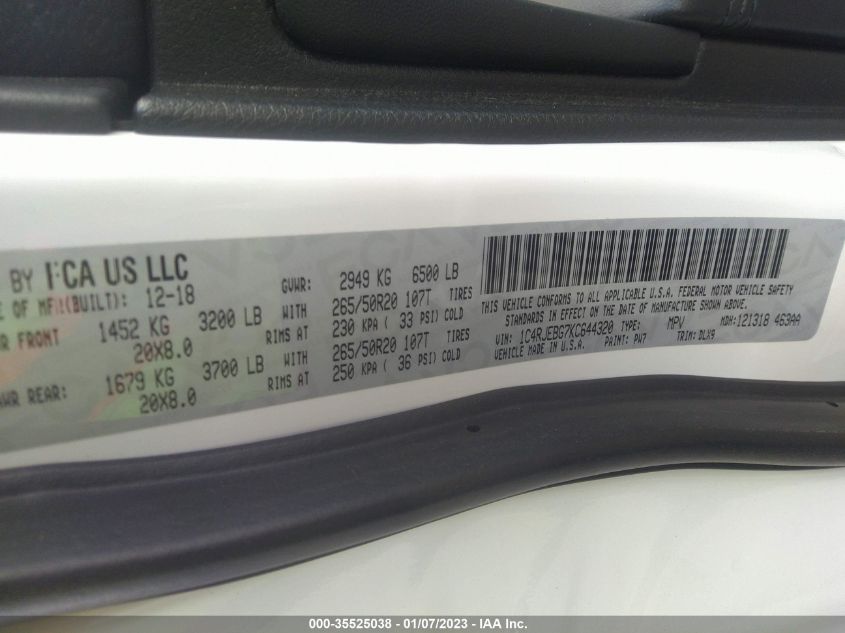 BY FCA US LLC
E OF MFR(BUILT): 12-18
GVWR: 2949 KG 6500 LB
R FRONT 1452 KG 3200 LB WITH 265/50R20 107T TIRES
20X8.0 RIMS AT 230 KPA ( 33 PSI) COLD
AWR REAR: 1679 KG 3700 LB WITH 265/50R20 107T TIRES
20X8.0 RIMS AT 250 KPA ( 36 PSI) COLD
THIS VEHICLE CONFORMS TO ALL APPLICABLE U.S.A. FEDERAL MOTOR VEHICLE SAFETY
STANDARDS IN EFFECT ON THE DATE OF MANUFACTURE SHOWN ABOVE.
VIN: 1C4RJEBG7KC644320 TYPE: MPV MDH:121318 463AA
VEHICLE MADE IN U.S.A. PAINT: PW7 TRIM: DLX9
000-35525038 - 01/07/2023 - IAA Inc.